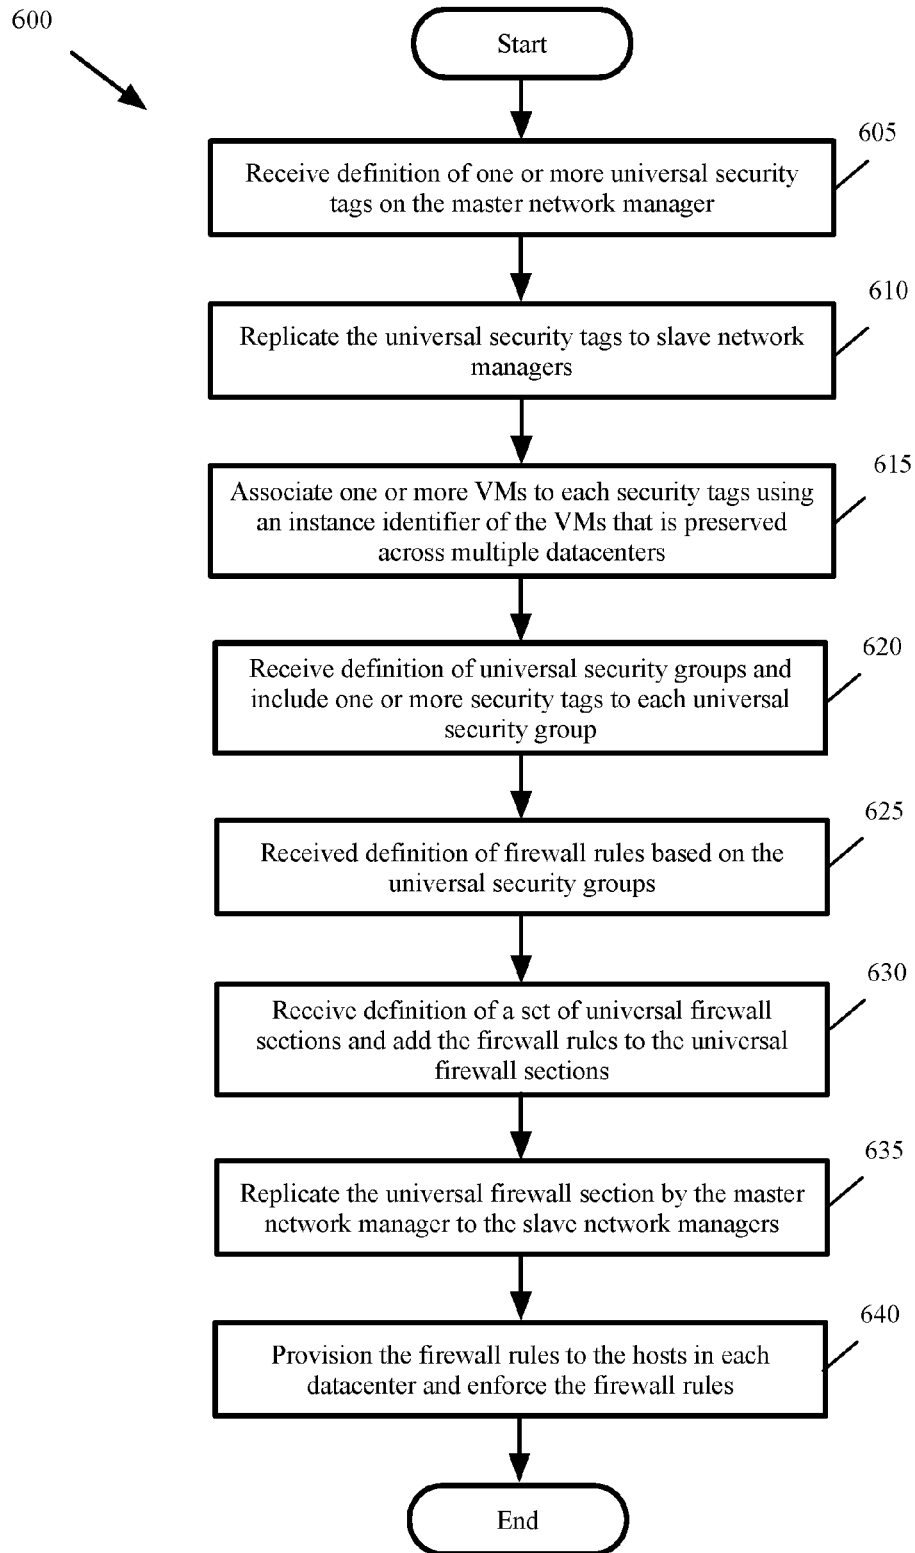 600
Start
605
Receive definition of one or more universal security
tags on the master network manager
610
Replicate the universal security tags to slave network
managers
615
Associate one or more VMs to each security tags using
an instance identifier of the VMs that is preserved
across multiple datacenters
620
Receive definition of universal security groups and
include one or more security tags to each universal
security group
625
Received definition of firewall rules based on the
universal security groups
630
Receive definition of a set of universal firewall
sections and add the firewall rules to the universal
firewall sections
635
Replicate the universal firewall section by the master
network manager to the slave network managers
640
Provision the firewall rules to the hosts in each
datacenter and enforce the firewall rules
End